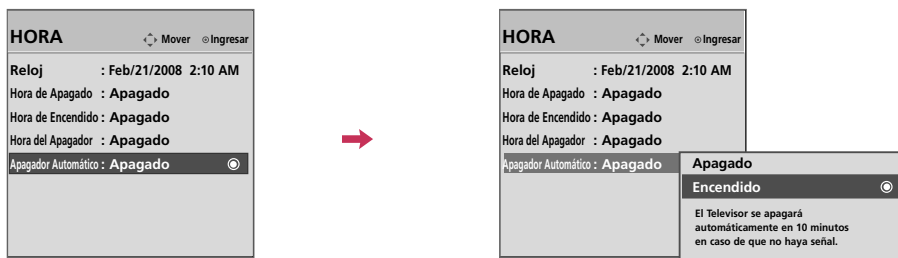 HORA Mover Ingresar
Reloj : Feb/21/2008 2:10 AM
Hora de Apagado : Apagado
Hora de Encendido : Apagado
Hora del Apagador : Apagado
Apagador Automático : Apagado
HORA Mover Ingresar
Reloj : Feb/21/2008 2:10 AM
Hora de Apagado : Apagado
Hora de Encendido : Apagado
Hora del Apagador : Apagado
Apagador Automático : Apagado
Apagado
Encendido
El Televisor se apagará
automáticamente en 10 minutos
en caso de que no haya señal.